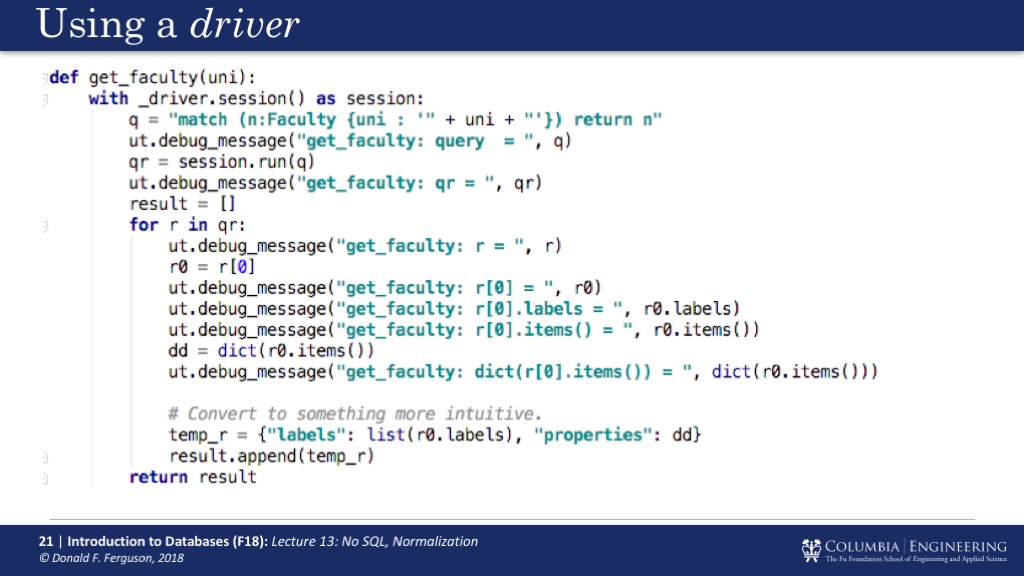 Using a driver
def get_faculty(uni):
    with _driver.session() as session:
        q = "match (n:Faculty {uni : '" + uni + "'}) return n"
        ut.debug_message("get_faculty: query  = ", q)
        qr = session.run(q)
        ut.debug_message("get_faculty: qr = ", qr)
        result = []
        for r in qr:
            ut.debug_message("get_faculty: r = ", r)
            r0 = r[0]
            ut.debug_message("get_faculty: r[0] = ", r0)
            ut.debug_message("get_faculty: r[0].labels = ", r0.labels)
            ut.debug_message("get_faculty: r[0].items() = ", r0.items())
            dd = dict(r0.items())
            ut.debug_message("get_faculty: dict(r[0].items()) = ", dict(r0.items()))
            # Convert to something more intuitive.
            temp_r = {"labels": list(r0.labels), "properties": dd}
            result.append(temp_r)
        return result
21 | Introduction to Databases (F18): Lecture 13: No SQL, Normalization
© Donald F. Ferguson, 2018
COLUMBIA | ENGINEERING
The Fu Foundation School of Engineering and Applied Science